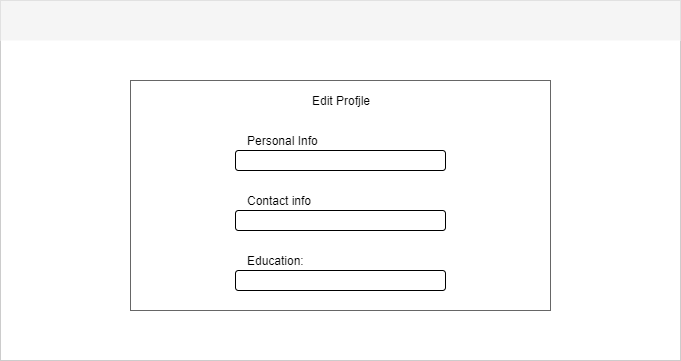 Edit Profjle
Personal Info
Contact info
Education: